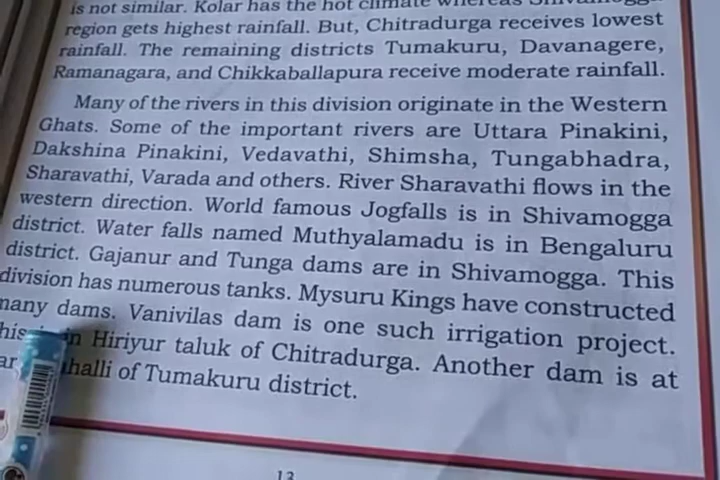 is not similar. Kolar has the hot climate whereas Shivamogga
region gets highest rainfall. But, Chitradurga receives lowest
rainfall. The remaining districts Tumakuru, Davanagere,
Ramanagara, and Chikkaballapura receive moderate rainfall.
Many of the rivers in this division originate in the Western
Ghats. Some of the important rivers are Uttara Pinakini,
Dakshina Pinakini, Vedavathi, Shimsha, Tungabhadra,
Sharavathi, Varada and others. River Sharavathi flows in the
western direction. World famous Jogfalls is in Shivamogga
district. Water falls named Muthyalamadu is in Bengaluru
district. Gajanur and Tunga dams are in Shivamogga. This
division has numerous tanks. Mysuru Kings have constructed
many dams. Vanivilas dam is one such irrigation project.
Hiriyur taluk of Chitradurga. Another dam is at
of Tumakuru district.